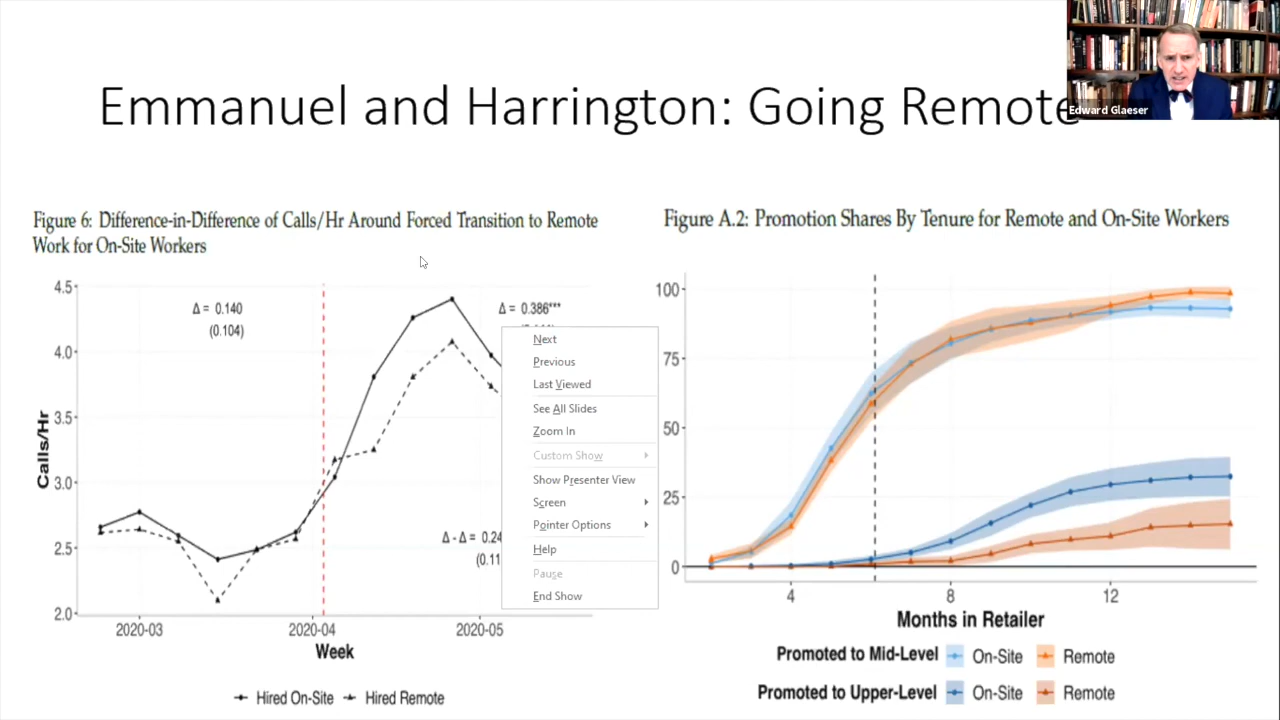 Emmanuel and Harrington: Going Remote
Edward Glaeser
Figure 6: Difference-in-Difference of Calls/Hr Around Forced Transition to Remote
Work for On-Site Workers
4.5
4.0
3.5
3.0
2.5
2.0
Calls/Hr
Δ = 0.140
(0.104)
Δ = 0.386***
Δ - Δ = 0.24
(0.11
2020-03
2020-04
2020-05
Week
Hired On-Site
Hired Remote
Next
Previous
Last Viewed
See All Slides
Zoom In
Custom Show
Show Presenter View
Screen
Pointer Options
Help
Pause
End Show
Figure A.2: Promotion Shares By Tenure for Remote and On-Site Workers
100
75
50
25
0
4
8
12
Months in Retailer
Promoted to Mid-Level On-Site Remote
Promoted to Upper-Level On-Site Remote